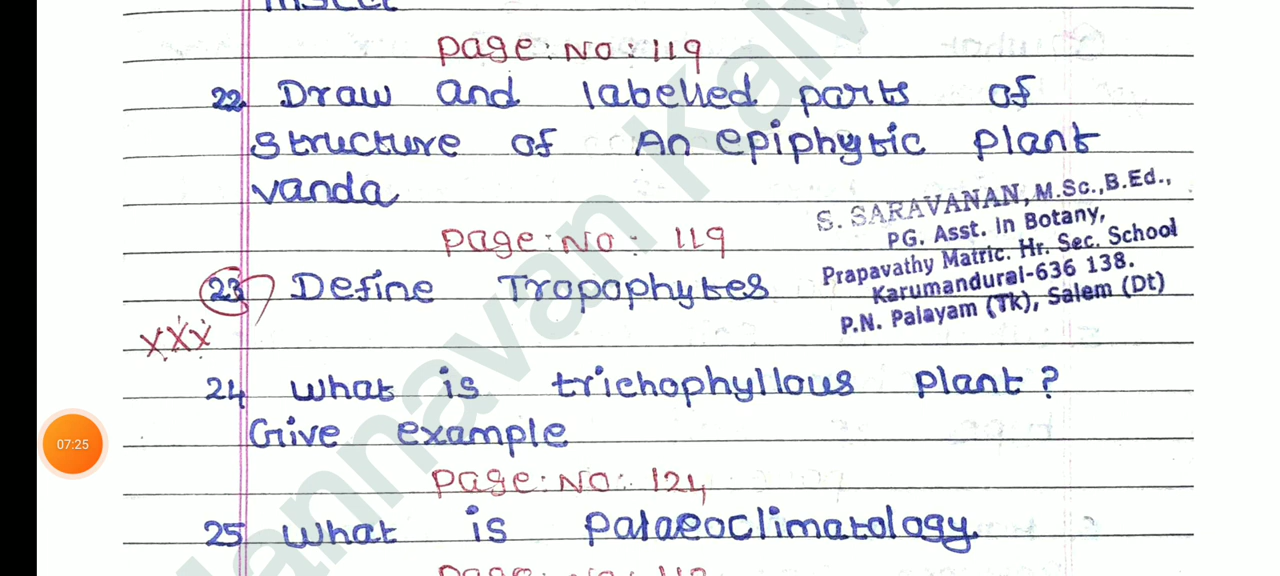 Page: No: 119
22. Draw and labelled parts of
structure of An epiphytic plant
vanda
S. SARAVANAN, M.Sc.,B.Ed.,
PG. Asst. in Botany,
Prapavathy Matric. Hr. Sec. School
Karumandurai-636 138.
P.N. Palayam (Tk), Salem (Dt)
Page: No: 119
23 Define Tropophytes
XXX
24 What is trichophyllous plant?
Give example
07:25
Page: No: 124
25 What is Palaeoclimatology